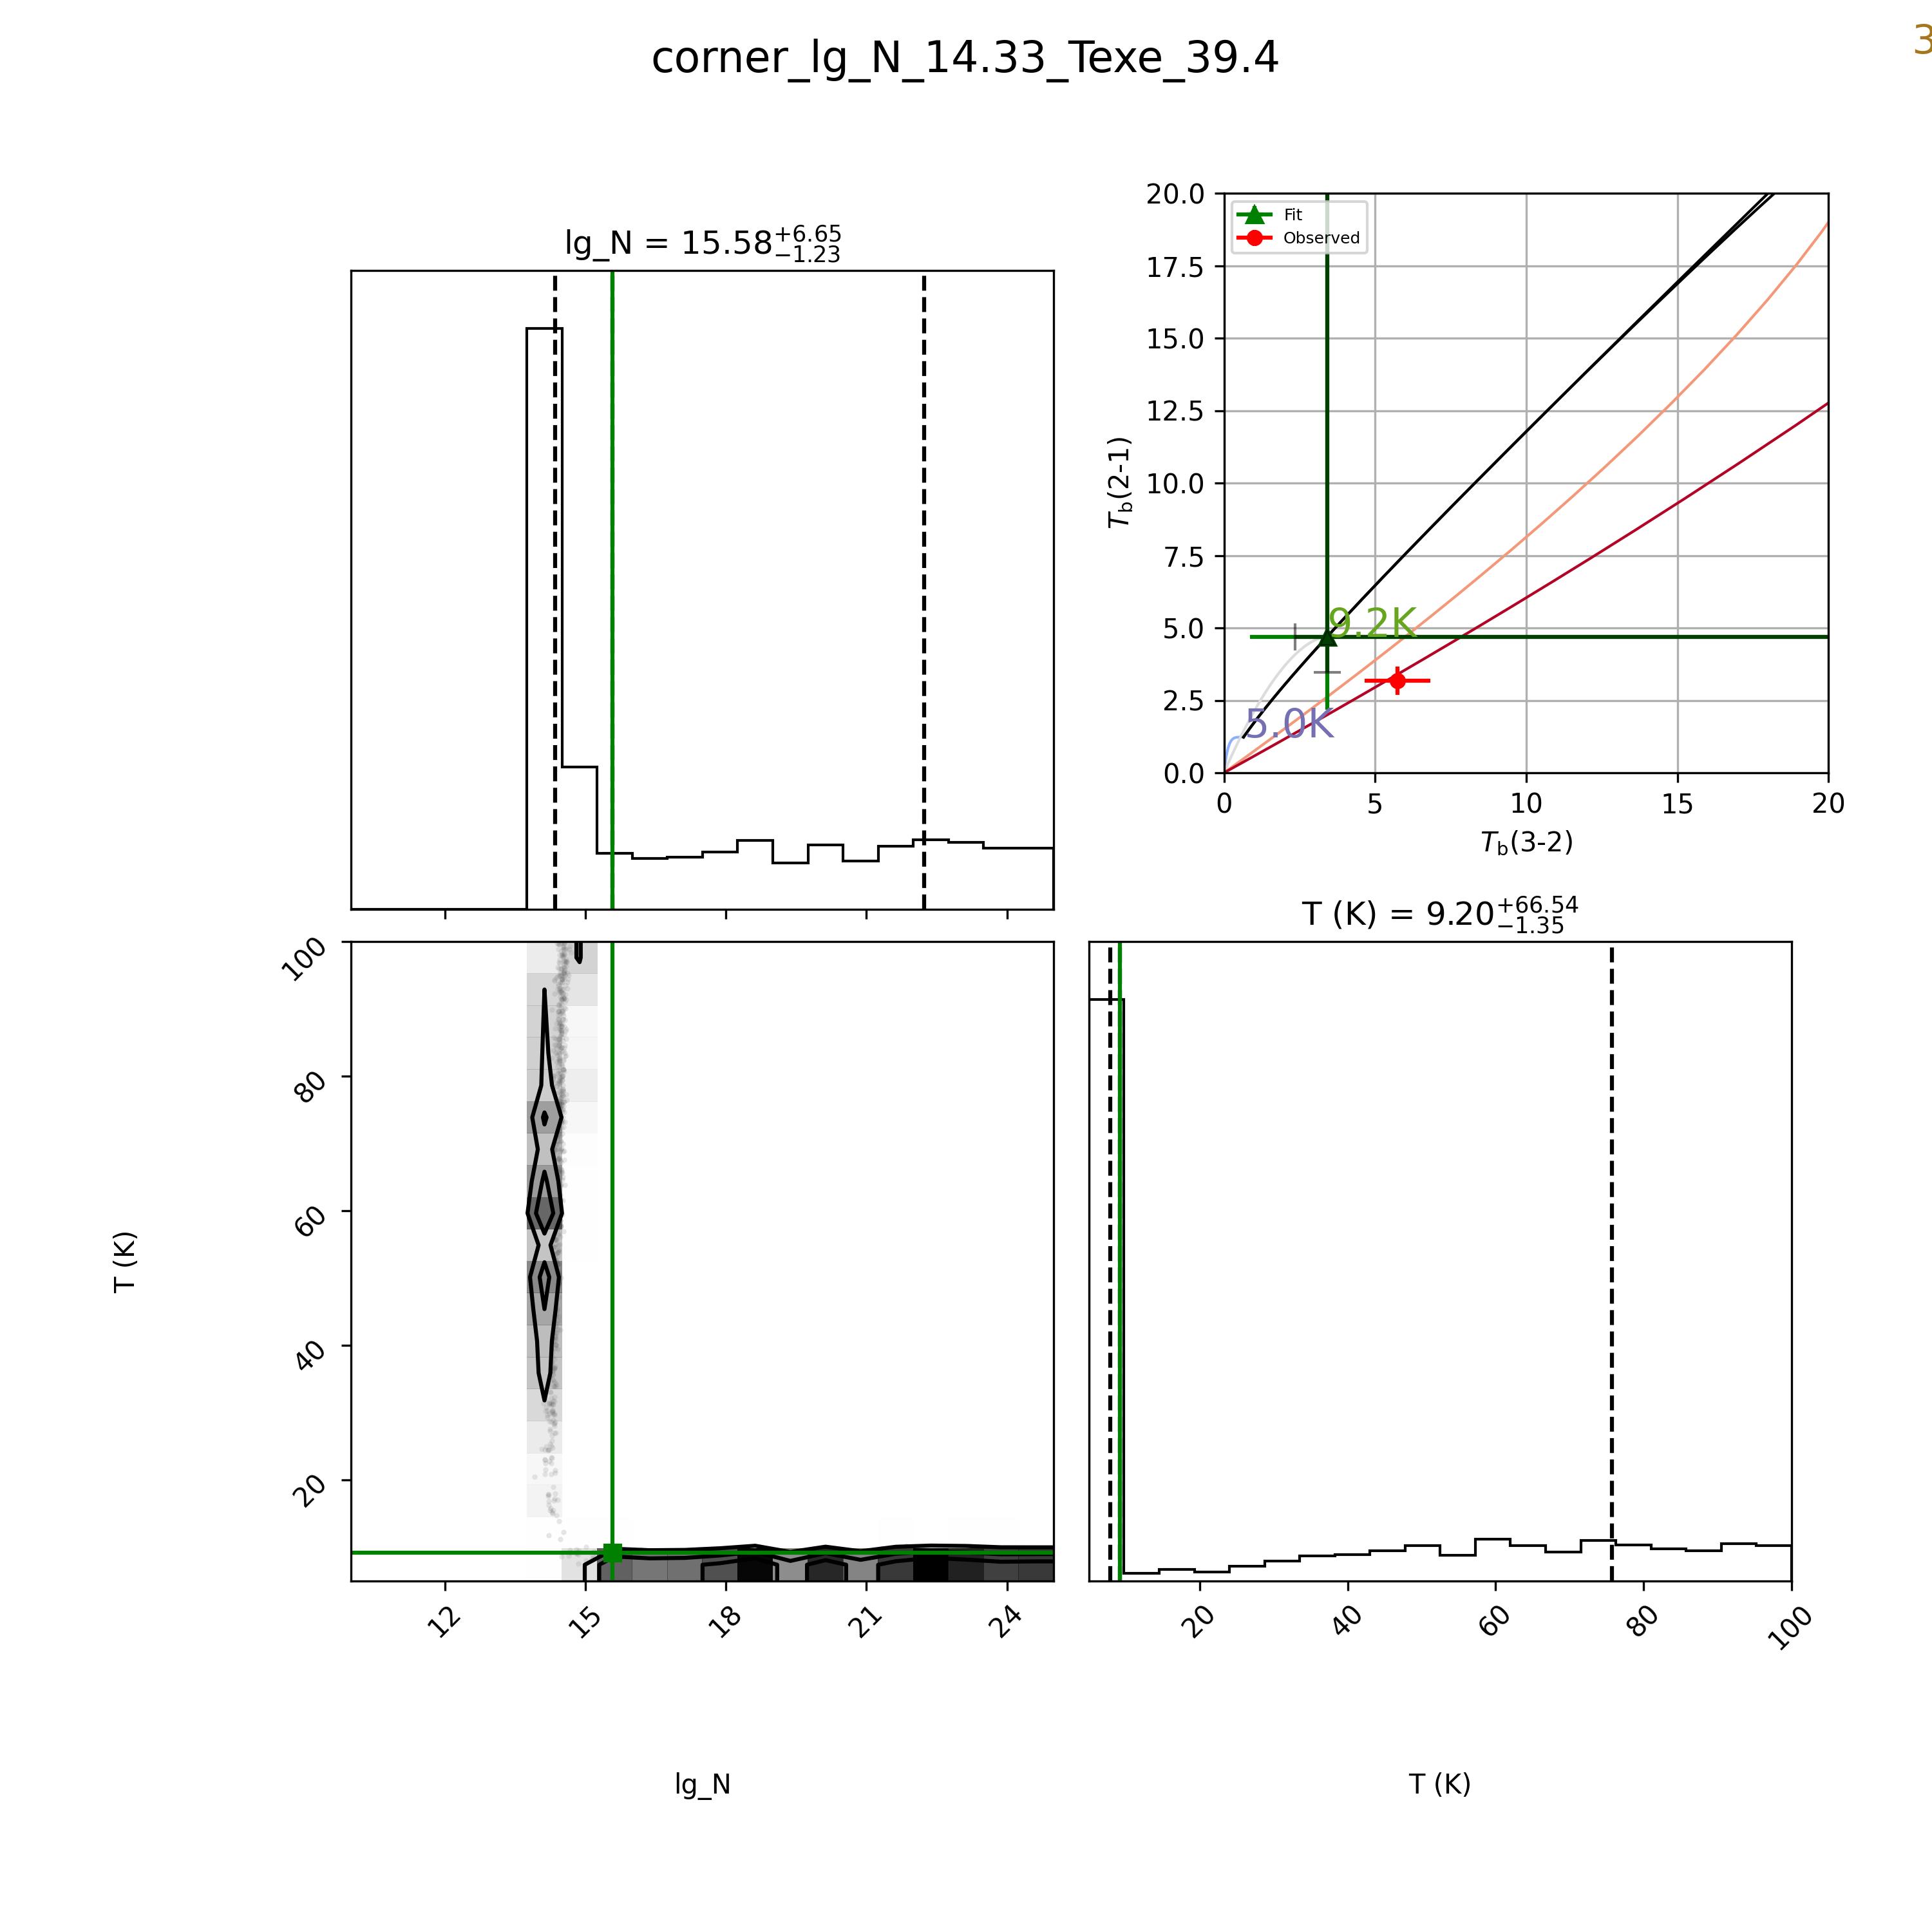 corner_lg_N_14.33_Texe_39.4
3
lg_N = 15.58+6.65 −1.23
20.0
17.5
15.0
12.5
10.0
7.5
5.0
2.5
0.0
Tb(2-1)
Fit
Observed
9.2K
5.0K
0
5
10
15
20
Tb(3-2)
T (K) = 9.20+66.54 −1.35
100
80
60
40
20
T (K)
12
15
18
21
24
lg_N
20
40
60
80
100
T (K)